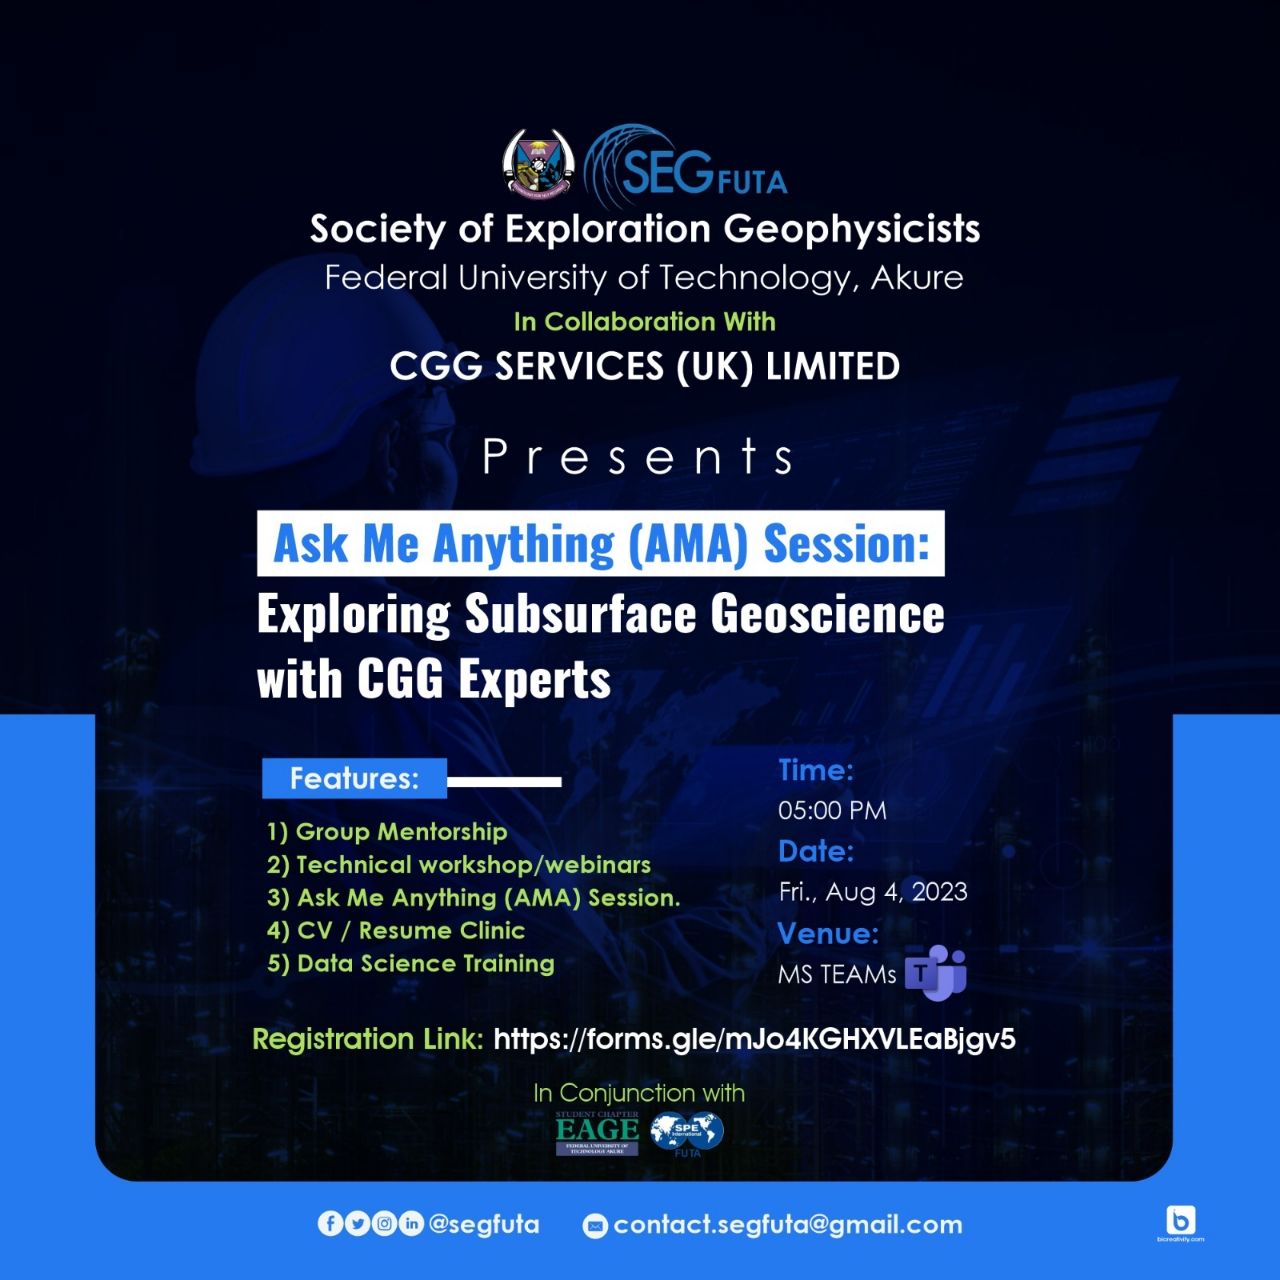 SEG FUTA
Society of Exploration Geophysicists
Federal University of Technology, Akure
In Collaboration With
CGG SERVICES (UK) LIMITED
Presents
Ask Me Anything (AMA) Session:
Exploring Subsurface Geoscience
with CGG Experts
Features:
1) Group Mentorship
2) Technical workshop/webinars
3) Ask Me Anything (AMA) Session.
4) CV / Resume Clinic
5) Data Science Training
Time:
05:00 PM
Date:
Fri., Aug 4, 2023
Venue:
MS TEAMs T
Registration Link: https://forms.gle/mJo4KGHXVLEaBjgv5
In Conjunction with
STUDENT CHAPTER
EAGE
FEDERAL UNIVERSITY OF
TECHNOLOGY AKURE
SPE
International
FUTA
@segfuta
contact.segfuta@gmail.com
b
bicreativity.com